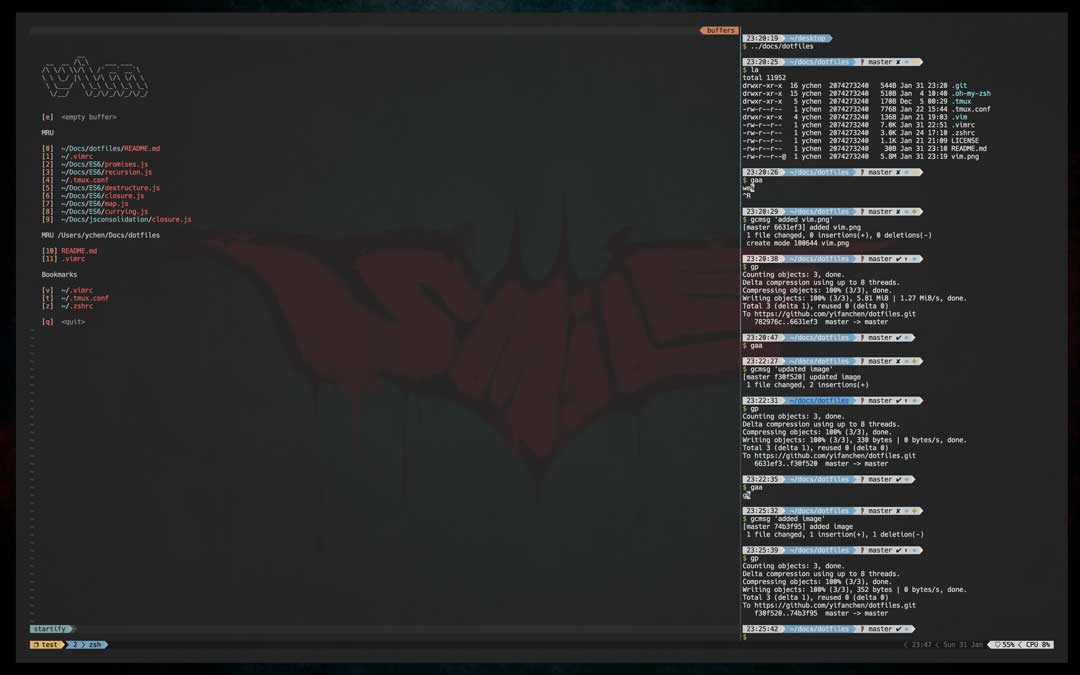 buffers
[e] <empty buffer>
MRU
[0] ~/Docs/dotfiles/README.md
[1] ~/.vimrc
[2] ~/Docs/ES6/promises.js
[3] ~/Docs/ES6/recursion.js
[4] ~/.tmux.conf
[5] ~/Docs/ES6/destructure.js
[6] ~/Docs/ES6/closure.js
[7] ~/Docs/ES6/map.js
[8] ~/Docs/ES6/currying.js
[9] ~/Docs/jsconsolidation/closure.js
MRU /Users/ychen/Docs/dotfiles
[10] README.md
[11] .vimrc
Bookmarks
[v] ~/.vimrc
[t] ~/.tmux.conf
[z] ~/.zshrc
[q] <quit>
startify
test 2 zsh
23:20:19 ~/desktop
$ ../docs/dotfiles
23:20:25 ~/docs/dotfiles master ✘
$ la
total 11952
drwxr-xr-x 16 ychen 2074273240 544B Jan 31 23:20 .git
drwxr-xr-x 15 ychen 2074273240 510B Jan 4 10:40 .oh-my-zsh
drwxr-xr-x 5 ychen 2074273240 170B Dec 5 00:29 .tmux
-rw-r--r-- 1 ychen 2074273240 776B Jan 22 15:44 .tmux.conf
drwxr-xr-x 4 ychen 2074273240 136B Jan 21 19:03 .vim
-rw-r--r-- 1 ychen 2074273240 7.0K Jan 31 22:51 .vimrc
-rw-r--r-- 1 ychen 2074273240 3.0K Jan 24 17:10 .zshrc
-rw-r--r-- 1 ychen 2074273240 1.1K Jan 21 21:09 LICENSE
-rw-r--r-- 1 ychen 2074273240 30B Jan 31 23:10 README.md
-rw-r--r--@ 1 ychen 2074273240 5.8M Jan 31 23:19 vim.png
23:20:26 ~/docs/dotfiles master ✘
$ gaa
^R
23:20:29 ~/docs/dotfiles master ✘
$ gcmsg 'added vim.png'
[master 6631ef3] added vim.png
1 file changed, 0 insertions(+), 0 deletions(-)
create mode 100644 vim.png
23:20:38 ~/docs/dotfiles master ✔
$ gp
Counting objects: 3, done.
Delta compression using up to 8 threads.
Compressing objects: 100% (3/3), done.
Writing objects: 100% (3/3), 5.81 MiB | 1.27 MiB/s, done.
Total 3 (delta 1), reused 0 (delta 0)
To https://github.com/yifanchen/dotfiles.git
782976c..6631ef3 master -> master
23:20:47 ~/docs/dotfiles master ✔
$ gaa
23:22:27 ~/docs/dotfiles master ✘
$ gcmsg 'updated image'
[master f30f520] updated image
1 file changed, 2 insertions(+)
23:22:31 ~/docs/dotfiles master ✔
$ gp
Counting objects: 3, done.
Delta compression using up to 8 threads.
Compressing objects: 100% (3/3), done.
Writing objects: 100% (3/3), 330 bytes | 0 bytes/s, done.
Total 3 (delta 1), reused 0 (delta 0)
To https://github.com/yifanchen/dotfiles.git
6631ef3..f30f520 master -> master
23:22:35 ~/docs/dotfiles master ✔
$ gaa
23:25:32 ~/docs/dotfiles master ✘
$ gcmsg 'added image'
[master 74b3f95] added image
1 file changed, 1 insertion(+), 1 deletion(-)
23:25:39 ~/docs/dotfiles master ✔
$ gp
Counting objects: 3, done.
Delta compression using up to 8 threads.
Compressing objects: 100% (3/3), done.
Writing objects: 100% (3/3), 352 bytes | 0 bytes/s, done.
Total 3 (delta 1), reused 0 (delta 0)
To https://github.com/yifanchen/dotfiles.git
f30f520..74b3f95 master -> master
23:25:42 ~/docs/dotfiles master ✔
$
23:47 Sun 31 Jan 55% CPU 8%